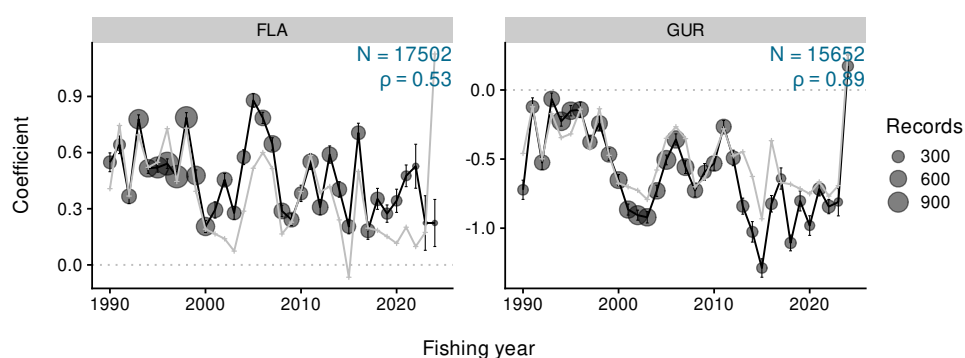 FLA
GUR
N = 17502
ρ = 0.53
N = 15652
ρ = 0.89
Coefficient
0.9
0.6
0.3
0.0
0.0
-0.5
-1.0
1990
2000
2010
2020
1990
2000
2010
2020
Fishing year
Records
300
600
900